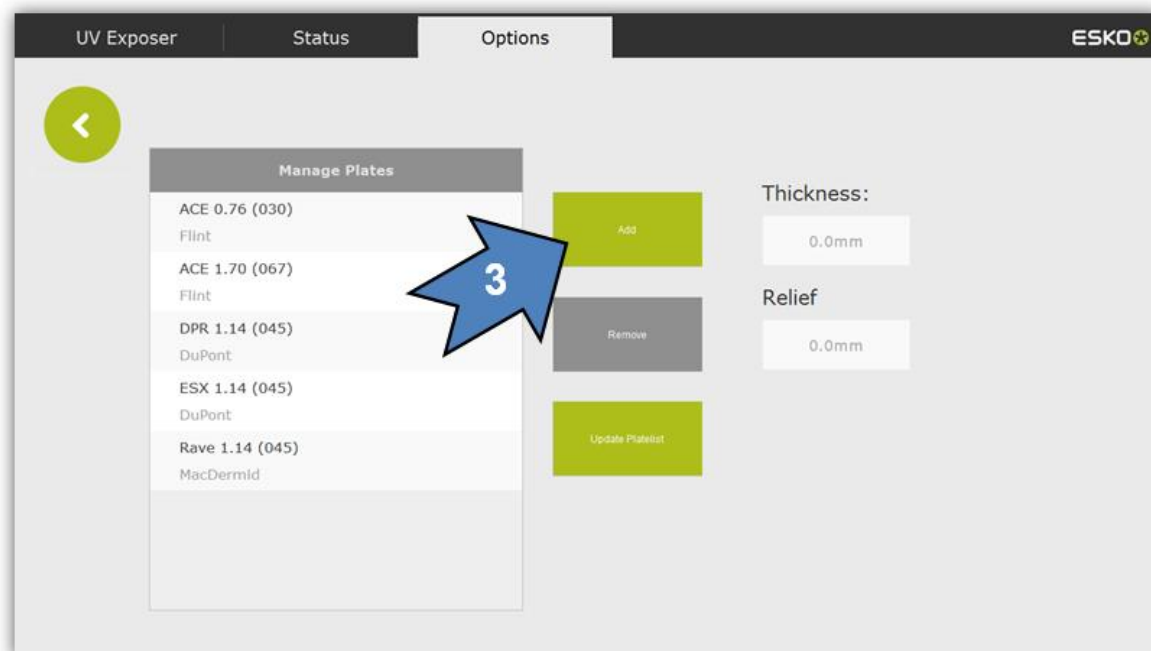 UV Exposer
Status
Options
ESKO
Manage Plates
ACE 0.76 (030)
Flint
ACE 1.70 (067)
Flint
DPR 1.14 (045)
DuPont
ESX 1.14 (045)
DuPont
Rave 1.14 (045)
MacDermid
3
Add
Remove
Update Platelist
Thickness:
0.0mm
Relief
0.0mm